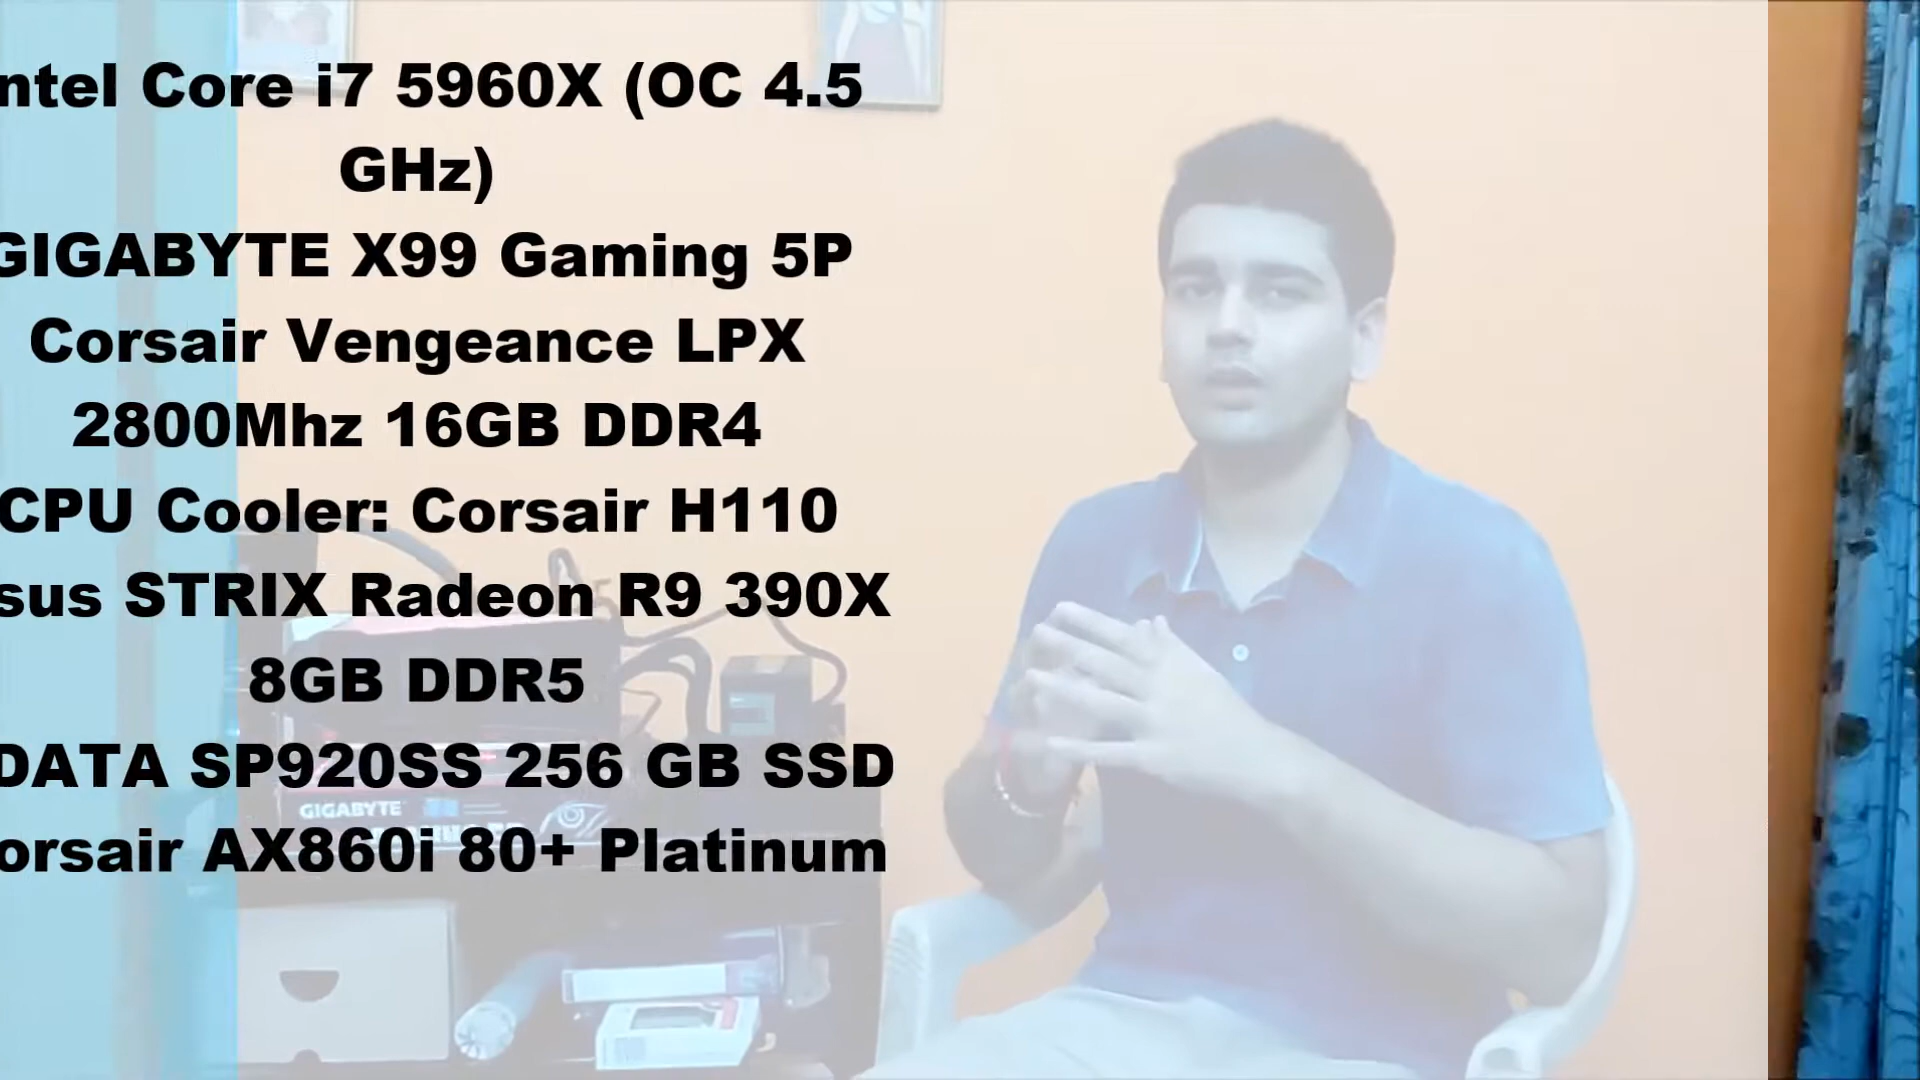 ntel Core i7 5960X (OC 4.5
GHz)
GIGABYTE X99 Gaming 5P
Corsair Vengeance LPX
2800Mhz 16GB DDR4
CPU Cooler: Corsair H110
sus STRIX Radeon R9 390X
8GB DDR5
DATA SP920SS 256 GB SSD
GIGABYTE
orsair AX860i 80+ Platinum